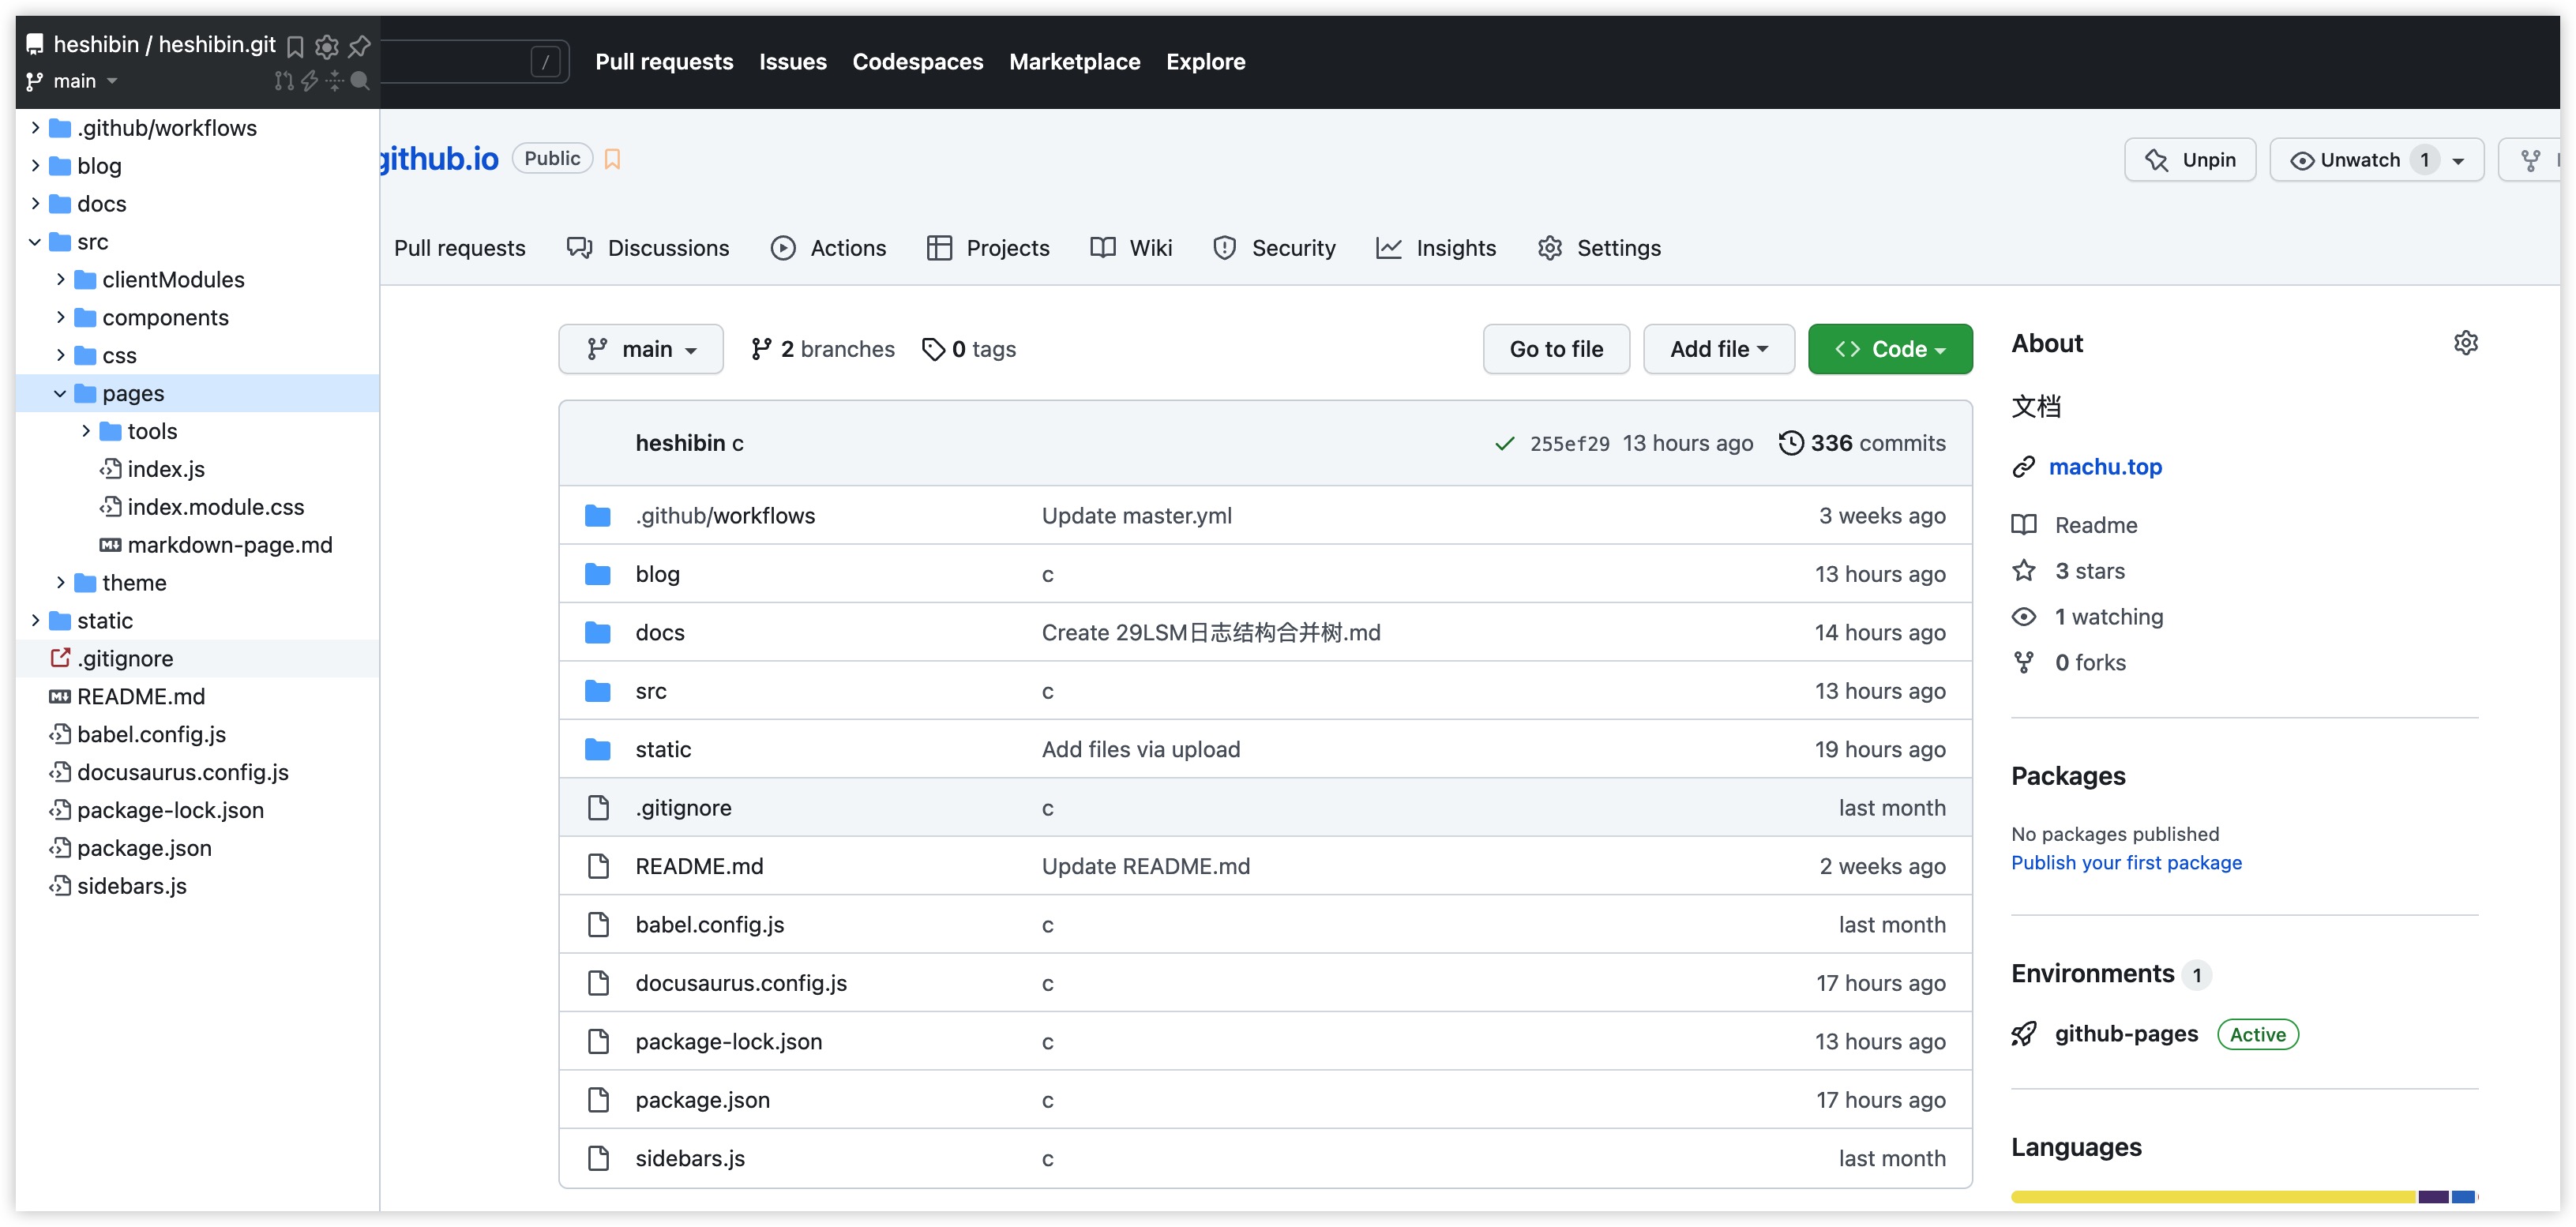 heshibin / heshibin.git
main
/
Pull requests Issues Codespaces Marketplace Explore
.github/workflows
blog
docs
src
clientModules
components
css
pages
tools
index.js
index.module.css
markdown-page.md
theme
static
.gitignore
README.md
babel.config.js
docusaurus.config.js
package-lock.json
package.json
sidebars.js
github.io Public
Unpin Unwatch 1
Pull requests Discussions Actions Projects Wiki Security Insights Settings
main 2 branches 0 tags Go to file Add file <> Code
heshibin c 255ef29 13 hours ago 336 commits
.github/workflows Update master.yml 3 weeks ago
blog c 13 hours ago
docs Create 29LSM日志结构合并树.md 14 hours ago
src c 13 hours ago
static Add files via upload 19 hours ago
.gitignore c last month
README.md Update README.md 2 weeks ago
babel.config.js c last month
docusaurus.config.js c 17 hours ago
package-lock.json c 13 hours ago
package.json c 17 hours ago
sidebars.js c last month
About
文档
machu.top
Readme
3 stars
1 watching
0 forks
Packages
No packages published
Publish your first package
Environments 1
github-pages Active
Languages